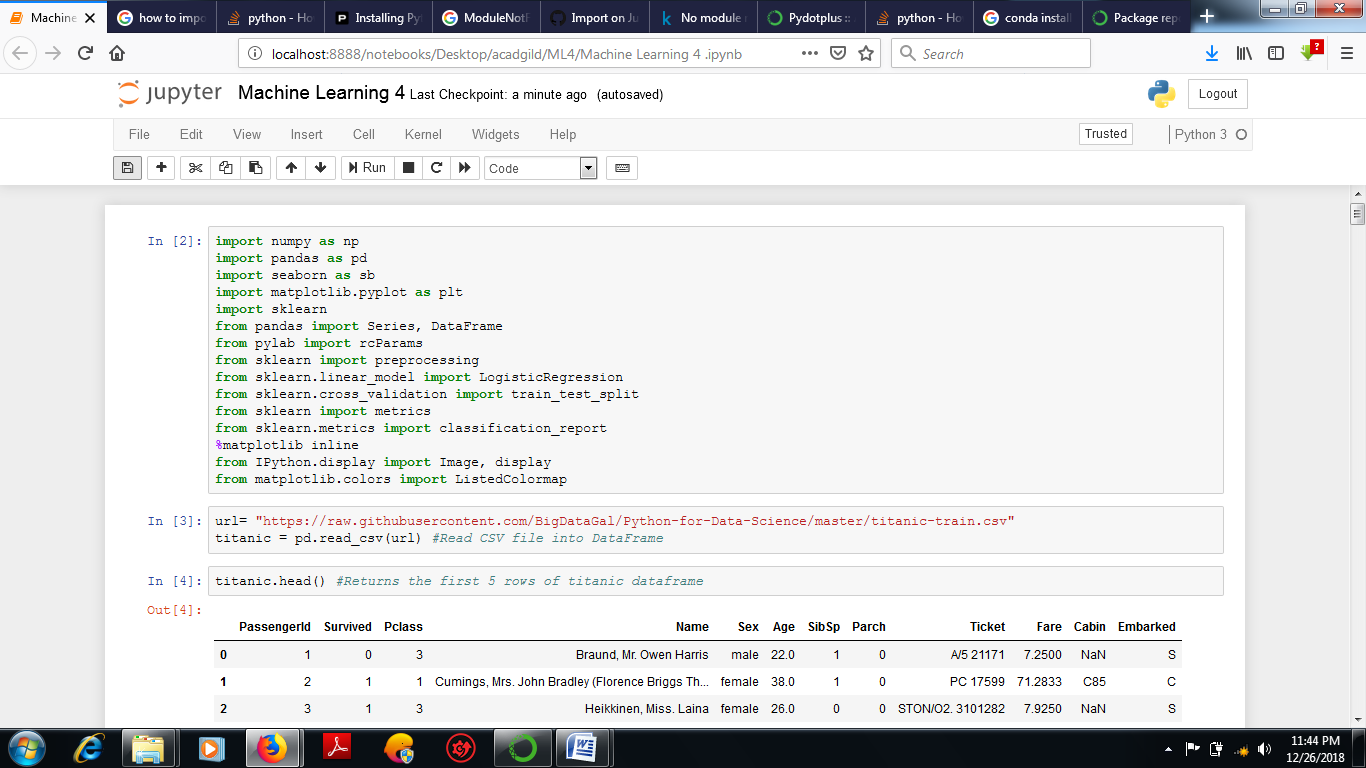 Machine
how to impo
python - Ho
Installing Py
ModuleNotF
Import on Ju
No module
Pydotplus ::
python - Ho
conda install
Package rep
localhost:8888/notebooks/Desktop/acadgild/ML4/Machine Learning 4 .ipynb
Search
jupyter Machine Learning 4 Last Checkpoint: a minute ago (autosaved)
Logout
File Edit View Insert Cell Kernel Widgets Help
Trusted
Python 3
Run
Code
In [2]:
import numpy as np
import pandas as pd
import seaborn as sb
import matplotlib.pyplot as plt
import sklearn
from pandas import Series, DataFrame
from pylab import rcParams
from sklearn import preprocessing
from sklearn.linear_model import LogisticRegression
from sklearn.cross_validation import train_test_split
from sklearn import metrics
from sklearn.metrics import classification_report
%matplotlib inline
from IPython.display import Image, display
from matplotlib.colors import ListedColormap
In [3]:
url= "https://raw.githubusercontent.com/BigDataGal/Python-for-Data-Science/master/titanic-train.csv"
titanic = pd.read_csv(url) #Read CSV file into DataFrame
In [4]:
titanic.head() #Returns the first 5 rows of titanic dataframe
Out[4]:
PassengerId Survived Pclass Name Sex Age SibSp Parch Ticket Fare Cabin Embarked
0 1 0 3 Braund, Mr. Owen Harris male 22.0 1 0 A/5 21171 7.2500 NaN S
1 2 1 1 Cumings, Mrs. John Bradley (Florence Briggs Th... female 38.0 1 0 PC 17599 71.2833 C85 C
2 3 1 3 Heikkinen, Miss. Laina female 26.0 0 0 STON/O2. 3101282 7.9250 NaN S
11:44 PM
12/26/2018